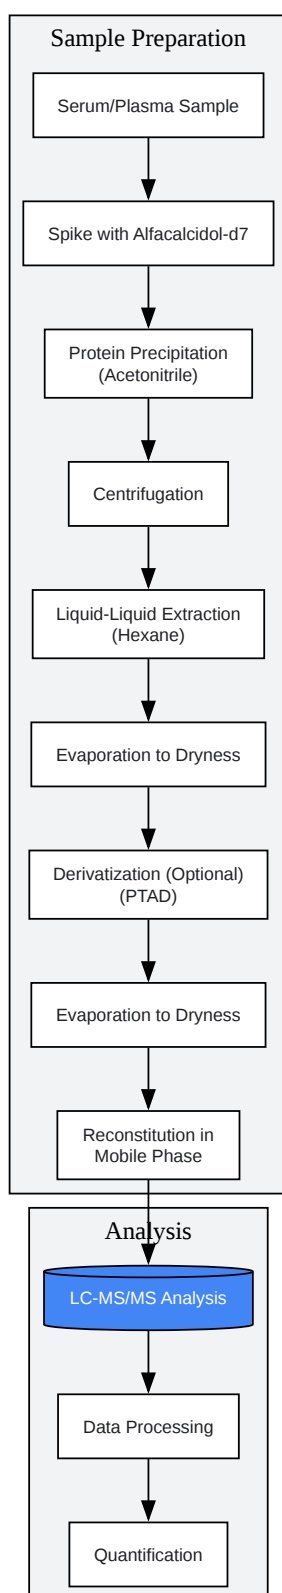 Sample Preparation
Serum/Plasma Sample
Spike with Alfacalcidol-d7
Protein Precipitation
(Acetonitrile)
Centrifugation
Liquid-Liquid Extraction
(Hexane)
Evaporation to Dryness
Derivatization (Optional)
(PTAD)
Evaporation to Dryness
Reconstitution in
Mobile Phase
Analysis
LC-MS/MS Analysis
Data Processing
Quantification